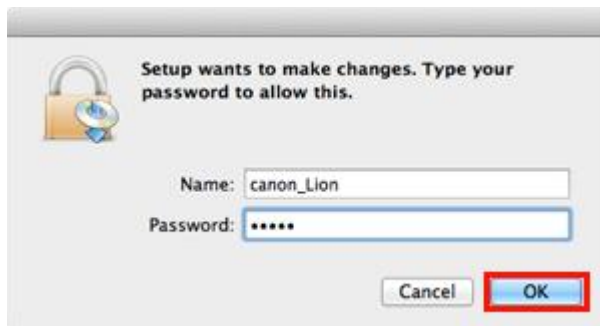 Setup wants to make changes. Type your
password to allow this.
Name: canon_Lion
Password: •••••
Cancel OK